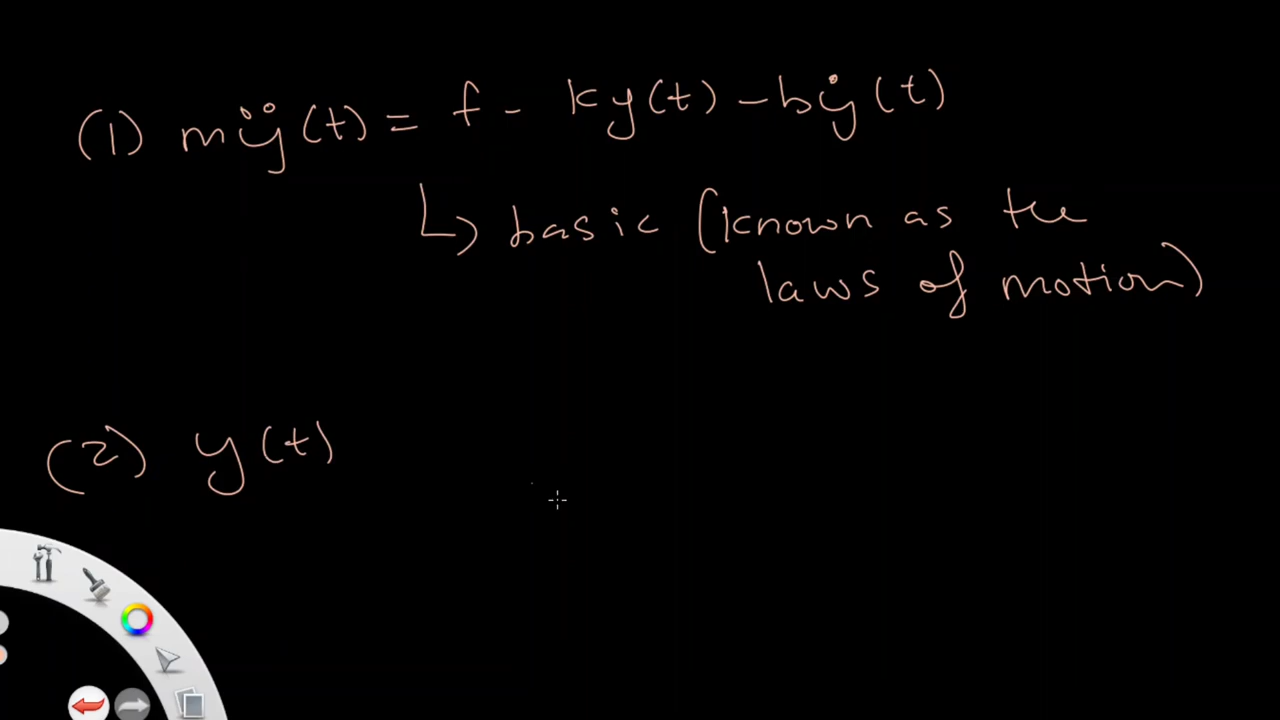 (1) mÿ(t) = f - ky(t) - bẏ(t)
↳ basic (known as the
laws of motion)
(2) y(t)